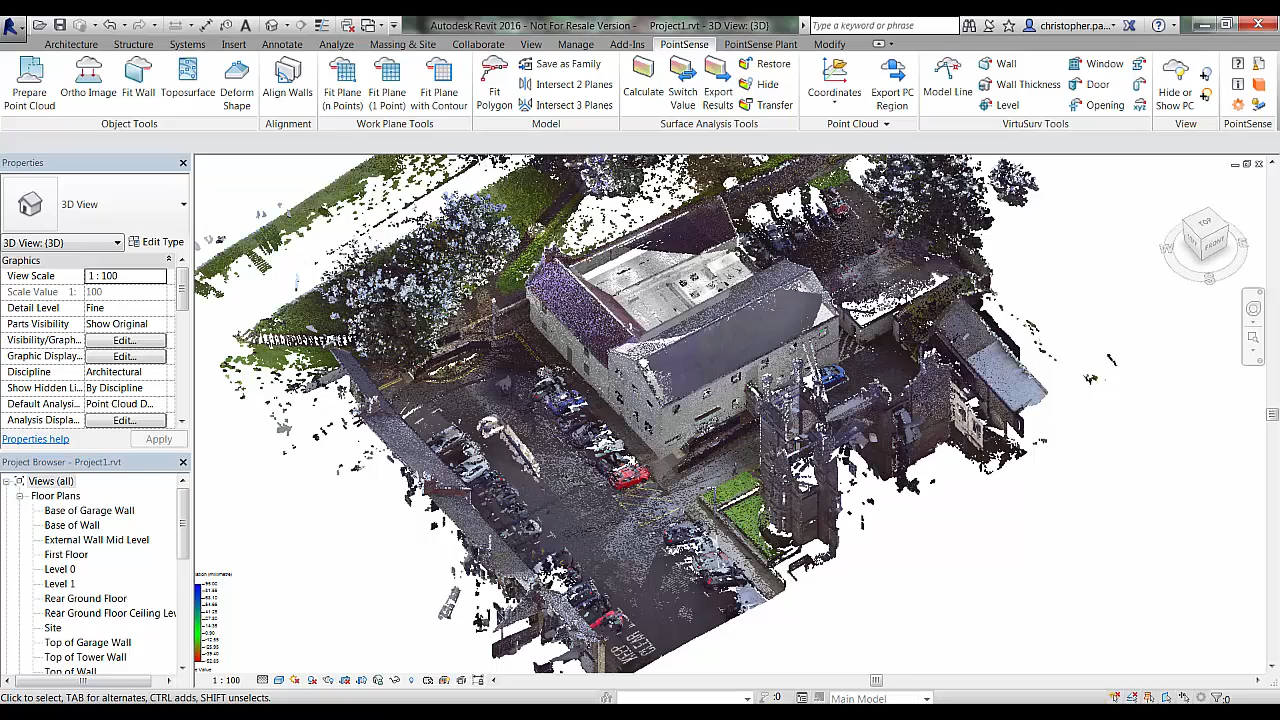 Autodesk Revit 2016 - Not For Resale Version - Project1.rvt - 3D View: {3D}
Type a keyword or phrase
christopher.pa...
Architecture Structure Systems Insert Annotate Analyze Massing & Site Collaborate View Manage Add-Ins PointSense PointSense Plant Modify
Prepare Point Cloud
Ortho Image
Fit Wall
Toposurface
Deform Shape
Object Tools
Align Walls
Alignment
Fit Plane (n Points)
Fit Plane (1 Point)
Fit Plane with Contour
Work Plane Tools
Fit Polygon
Save as Family
Intersect 2 Planes
Intersect 3 Planes
Model
Calculate
Switch Value
Export Results
Restore
Hide
Transfer
Surface Analysis Tools
Coordinates
Export PC Region
Point Cloud
Model Line
Wall
Wall Thickness
Level
Window
Door
Opening
VirtuSurv Tools
Hide or Show PC
View
PointSense
Properties
3D View
3D View: {3D}
Edit Type
Graphics
View Scale 1 : 100
Scale Value 1: 100
Detail Level Fine
Parts Visibility Show Original
Visibility/Graph... Edit...
Graphic Display... Edit...
Discipline Architectural
Show Hidden Li... By Discipline
Default Analysi... Point Cloud D...
Analysis Displa... Edit...
Properties help
Apply
Project Browser - Project1.rvt
Views (all)
Floor Plans
Base of Garage Wall
Base of Wall
External Wall Mid Level
First Floor
Level 0
Level 1
Rear Ground Floor
Rear Ground Floor Ceiling Lev
Site
Top of Garage Wall
Top of Tower Wall
Top of Wall
TOP
FRONT
KEEP
CLEAR
1 : 100
Click to select, TAB for alternates, CTRL adds, SHIFT unselects.
:0
Main Model
:0